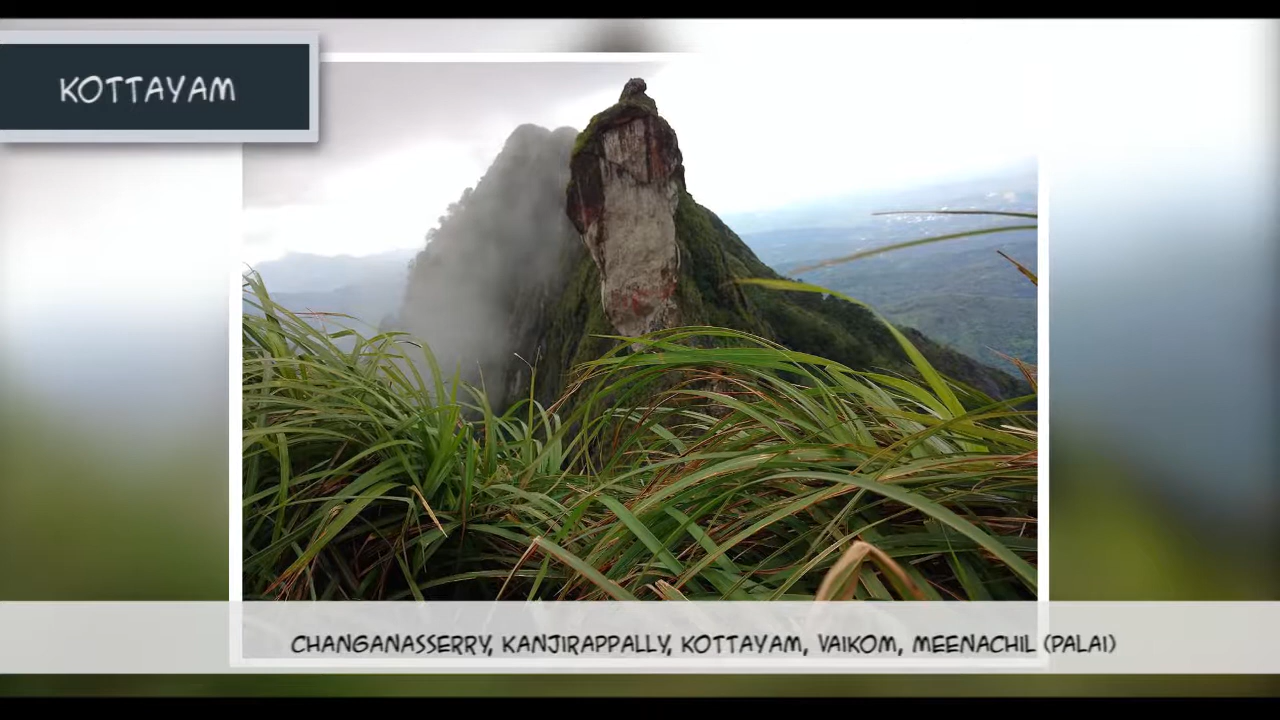 KOTTAYAM
CHANGANASSERRY, KANJIRAPPALLY, KOTTAYAM, VAIKOM, MEENACHIL (PALAI)